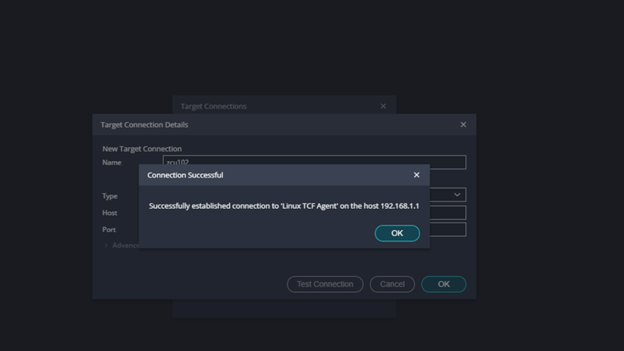 Target Connections
Target Connection Details
New Target Connection
Name zcu102
Connection Successful
Type
Successfully established connection to 'Linux TCF Agent' on the host 192.168.1.1
Host
Port
OK
Test Connection Cancel OK